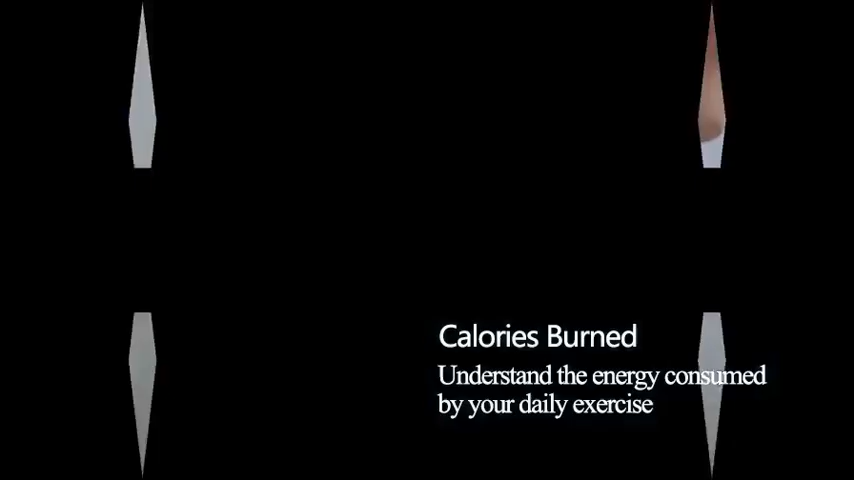 Calories Burned
Understand the energy consumed
by your daily exercise